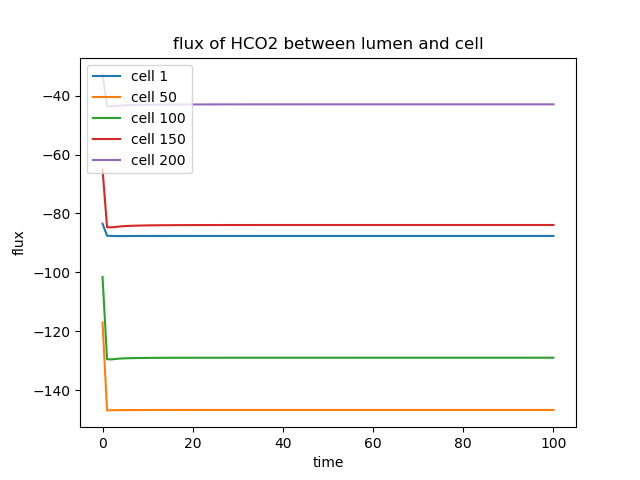 flux of HCO2 between lumen and cell
cell 1
cell 50
cell 100
cell 150
cell 200
−40
−60
−80
−100
−120
−140
flux
0 20 40 60 80 100
time